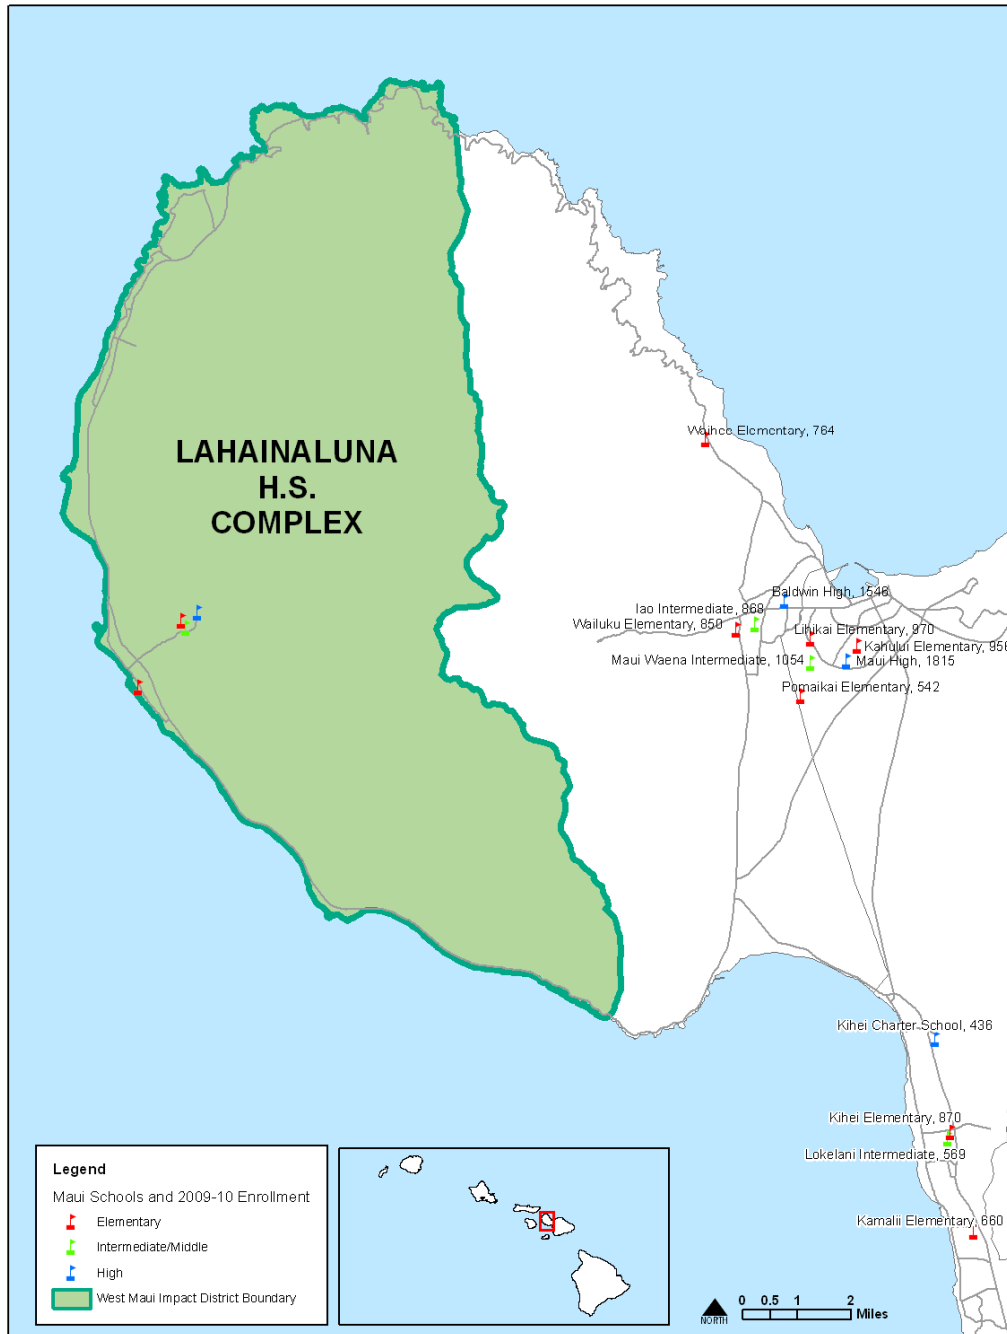 LAHAINALUNA
H.S.
COMPLEX
Waihee Elementary, 764
Baldwin High, 1546
Iao Intermediate, 868
Wailuku Elementary, 850
Lihikai Elementary, 970
Kahului Elementary, 956
Maui Waena Intermediate, 1054
Maui High, 1815
Pomaikai Elementary, 542
Kihei Charter School, 436
Kihei Elementary, 870
Lokelani Intermediate, 569
Kamalii Elementary, 660
Legend
Maui Schools and 2009-10 Enrollment
Elementary
Intermediate/Middle
High
West Maui Impact District Boundary
NORTH
0 0.5 1 2
Miles